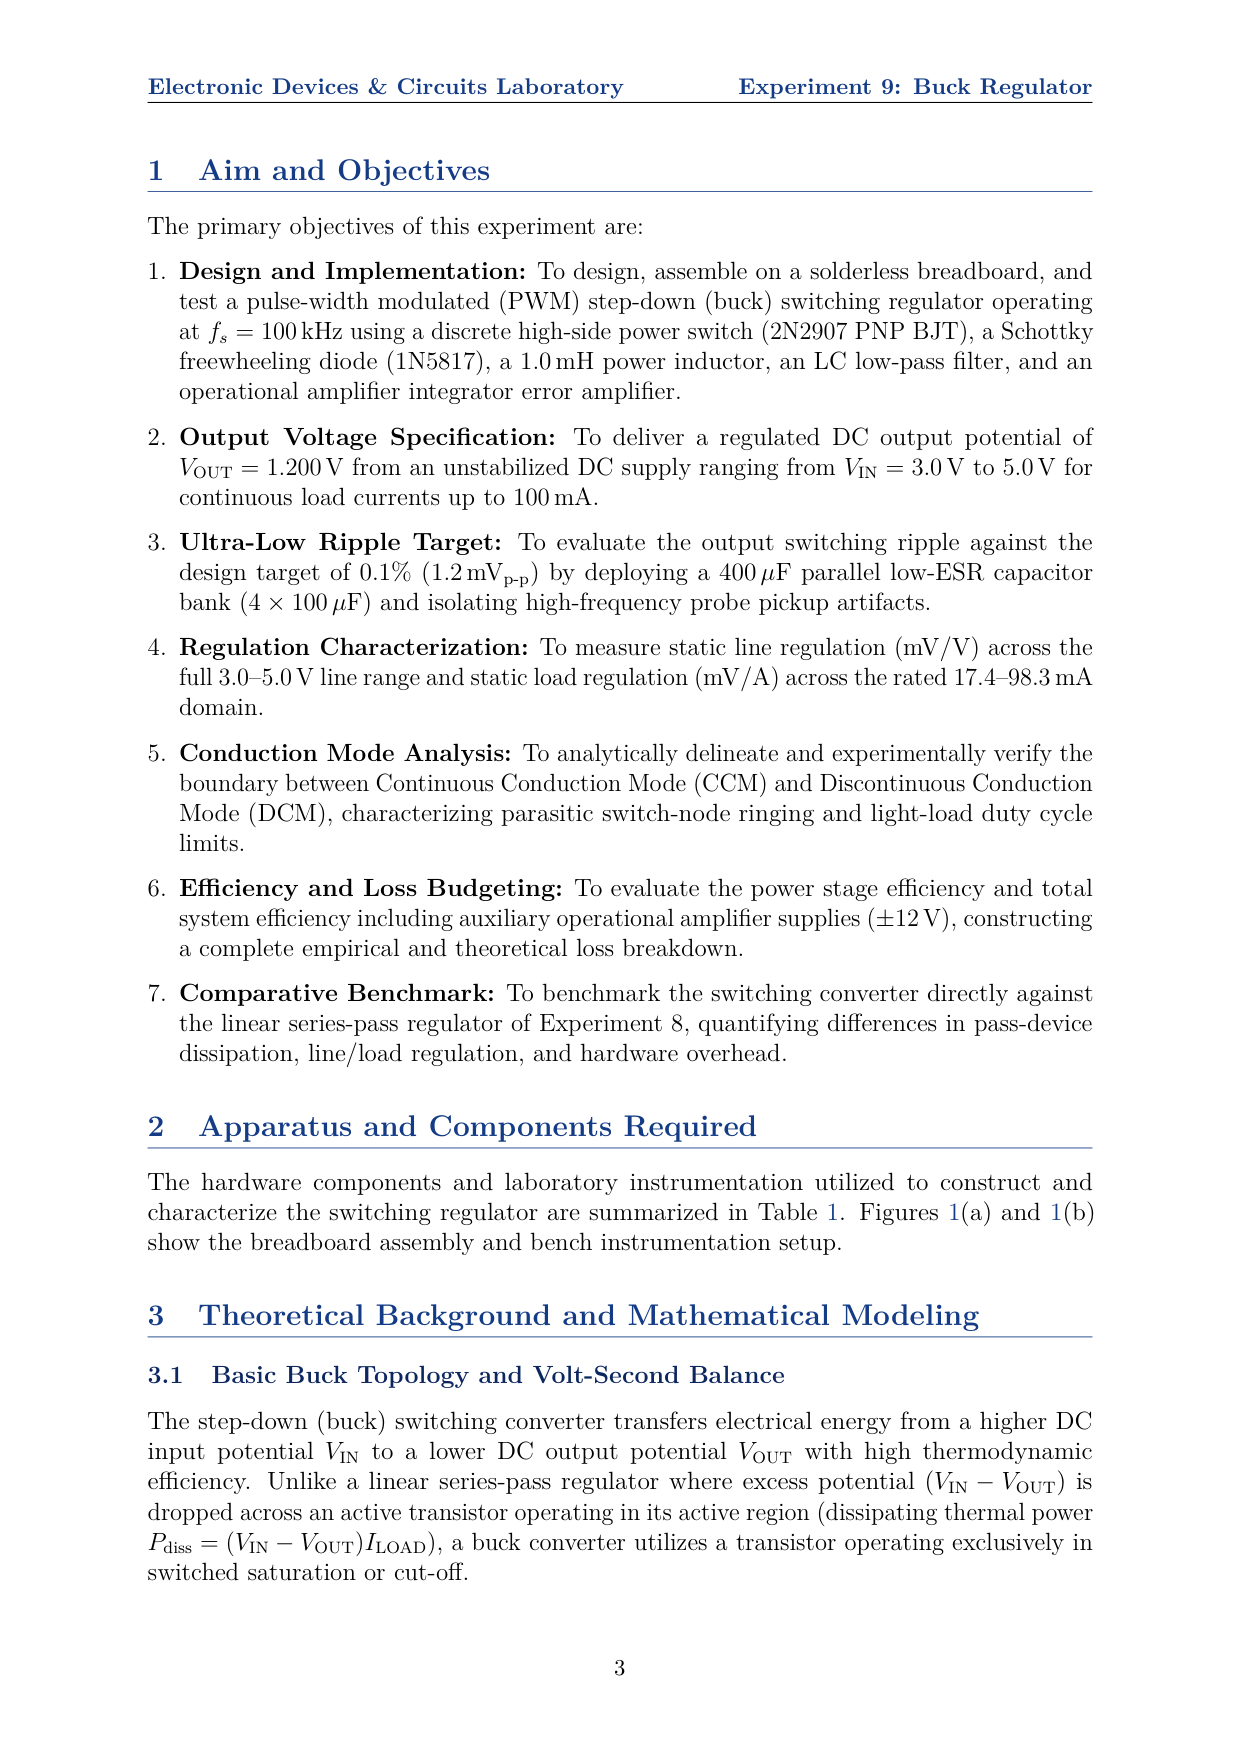 Electronic Devices & Circuits Laboratory Experiment 9: Buck Regulator
1 Aim and Objectives
The primary objectives of this experiment are:
1. Design and Implementation: To design, assemble on a solderless breadboard, and
test a pulse-width modulated (PWM) step-down (buck) switching regulator operating
at fₛ = 100 kHz using a discrete high-side power switch (2N2907 PNP BJT), a Schottky
freewheeling diode (1N5817), a 1.0 mH power inductor, an LC low-pass filter, and an
operational amplifier integrator error amplifier.
2. Output Voltage Specification: To deliver a regulated DC output potential of
V_OUT = 1.200 V from an unstabilized DC supply ranging from V_IN = 3.0 V to 5.0 V for
continuous load currents up to 100 mA.
3. Ultra-Low Ripple Target: To evaluate the output switching ripple against the
design target of 0.1% (1.2 mV_p-p) by deploying a 400 μF parallel low-ESR capacitor
bank (4 × 100 μF) and isolating high-frequency probe pickup artifacts.
4. Regulation Characterization: To measure static line regulation (mV/V) across the
full 3.0–5.0 V line range and static load regulation (mV/A) across the rated 17.4–98.3 mA
domain.
5. Conduction Mode Analysis: To analytically delineate and experimentally verify the
boundary between Continuous Conduction Mode (CCM) and Discontinuous Conduction
Mode (DCM), characterizing parasitic switch-node ringing and light-load duty cycle
limits.
6. Efficiency and Loss Budgeting: To evaluate the power stage efficiency and total
system efficiency including auxiliary operational amplifier supplies (±12 V), constructing
a complete empirical and theoretical loss breakdown.
7. Comparative Benchmark: To benchmark the switching converter directly against
the linear series-pass regulator of Experiment 8, quantifying differences in pass-device
dissipation, line/load regulation, and hardware overhead.
2 Apparatus and Components Required
The hardware components and laboratory instrumentation utilized to construct and
characterize the switching regulator are summarized in Table 1. Figures 1(a) and 1(b)
show the breadboard assembly and bench instrumentation setup.
3 Theoretical Background and Mathematical Modeling
3.1 Basic Buck Topology and Volt-Second Balance
The step-down (buck) switching converter transfers electrical energy from a higher DC
input potential V_IN to a lower DC output potential V_OUT with high thermodynamic
efficiency. Unlike a linear series-pass regulator where excess potential (V_IN − V_OUT) is
dropped across an active transistor operating in its active region (dissipating thermal power
P_diss = (V_IN − V_OUT)I_LOAD), a buck converter utilizes a transistor operating exclusively in
switched saturation or cut-off.
3